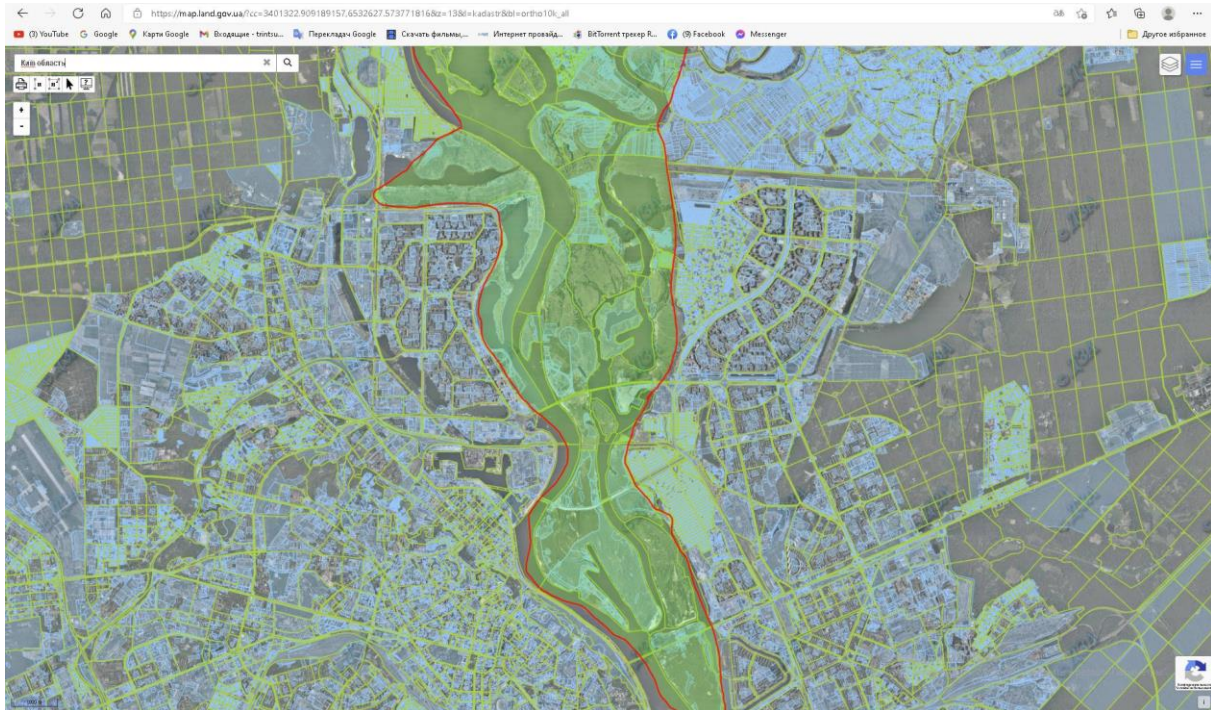 https://map.land.gov.ua/?cc=3401322.909189157,6532627.573771816&z=13&l=kadastr&bl=ortho10k_all
(3) YouTube Google Карти Google Входящие - trintsu... Перекладач Google Скачать фильмы,... Интернет провайд... BitTorrent трекер R... (9) Facebook Messenger Другое избранное
Київ область
+
-